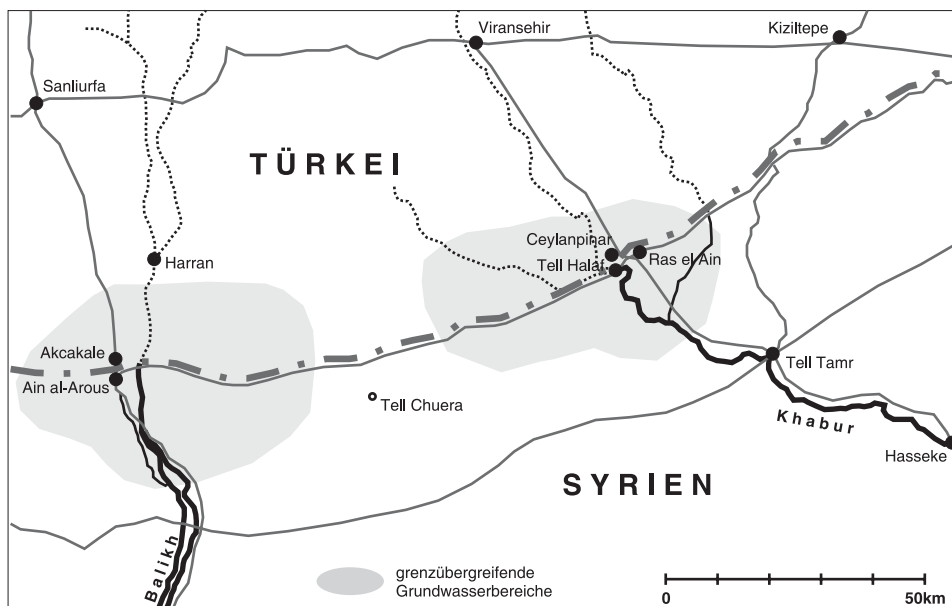 Viransehir
Kiziltepe
Sanliurfa
TÜRKEI
Ceylanpinar
Harran
Ras el Ain
Tell Halaf
Akcakale
Tell Tamr
Ain al-Arous
Tell Chuera
Khabur
Hasseke
SYRIEN
Balikh
grenzübergreifende
Grundwasserbereiche
0 50km